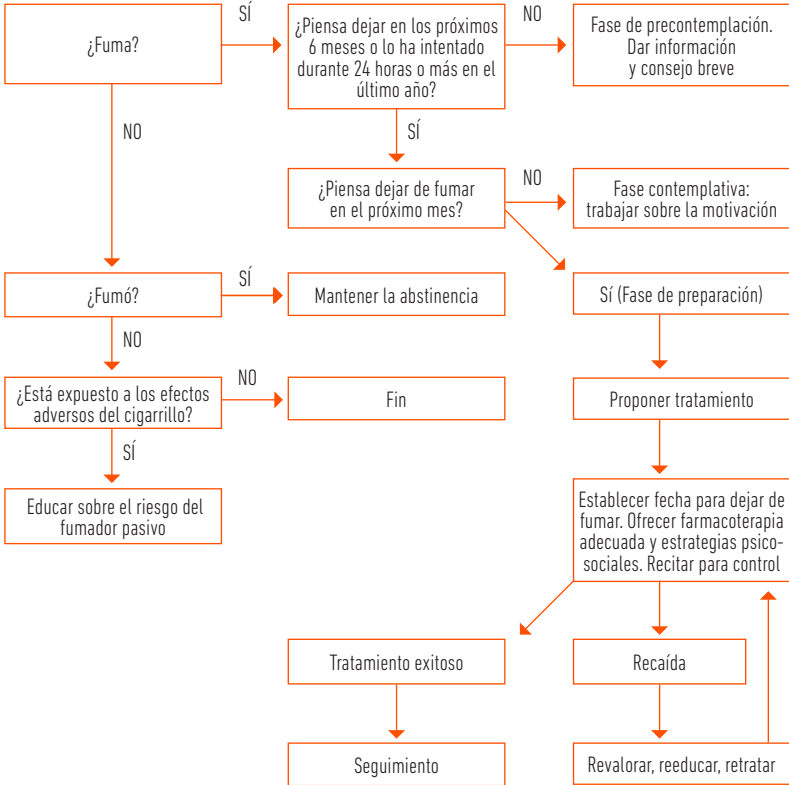 SÍ
¿Fuma?
¿Piensa dejar en los próximos
6 meses o lo ha intentado
durante 24 horas o más en el
último año?
NO
Fase de precontemplación.
Dar información
y consejo breve
NO
SÍ
¿Piensa dejar de fumar
en el próximo mes?
NO
Fase contemplativa:
trabajar sobre la motivación
¿Fumó?
SÍ
Mantener la abstinencia
Sí (Fase de preparación)
NO
¿Está expuesto a los efectos
adversos del cigarrillo?
NO
Fin
Proponer tratamiento
SÍ
Educar sobre el riesgo del
fumador pasivo
Establecer fecha para dejar de
fumar. Ofrecer farmacoterapia
adecuada y estrategias psico-
sociales. Recitar para control
Tratamiento exitoso
Recaída
Seguimiento
Revalorar, reeducar, retratar